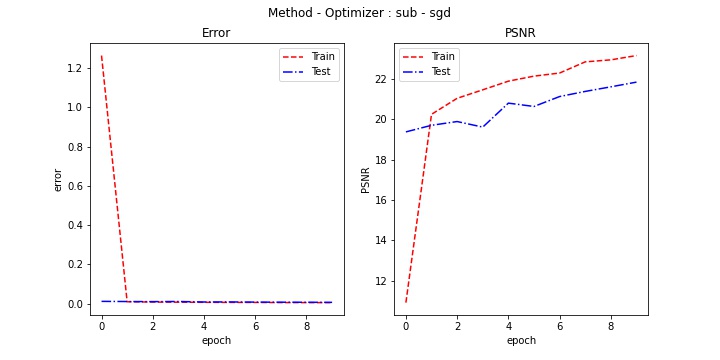 Method - Optimizer : sub - sgd
Error
Train
Test
1.2
1.0
0.8
0.6
0.4
0.2
0.0
error
0 2 4 6 8
epoch
PSNR
Train
Test
22
20
18
16
14
12
PSNR
0 2 4 6 8
epoch